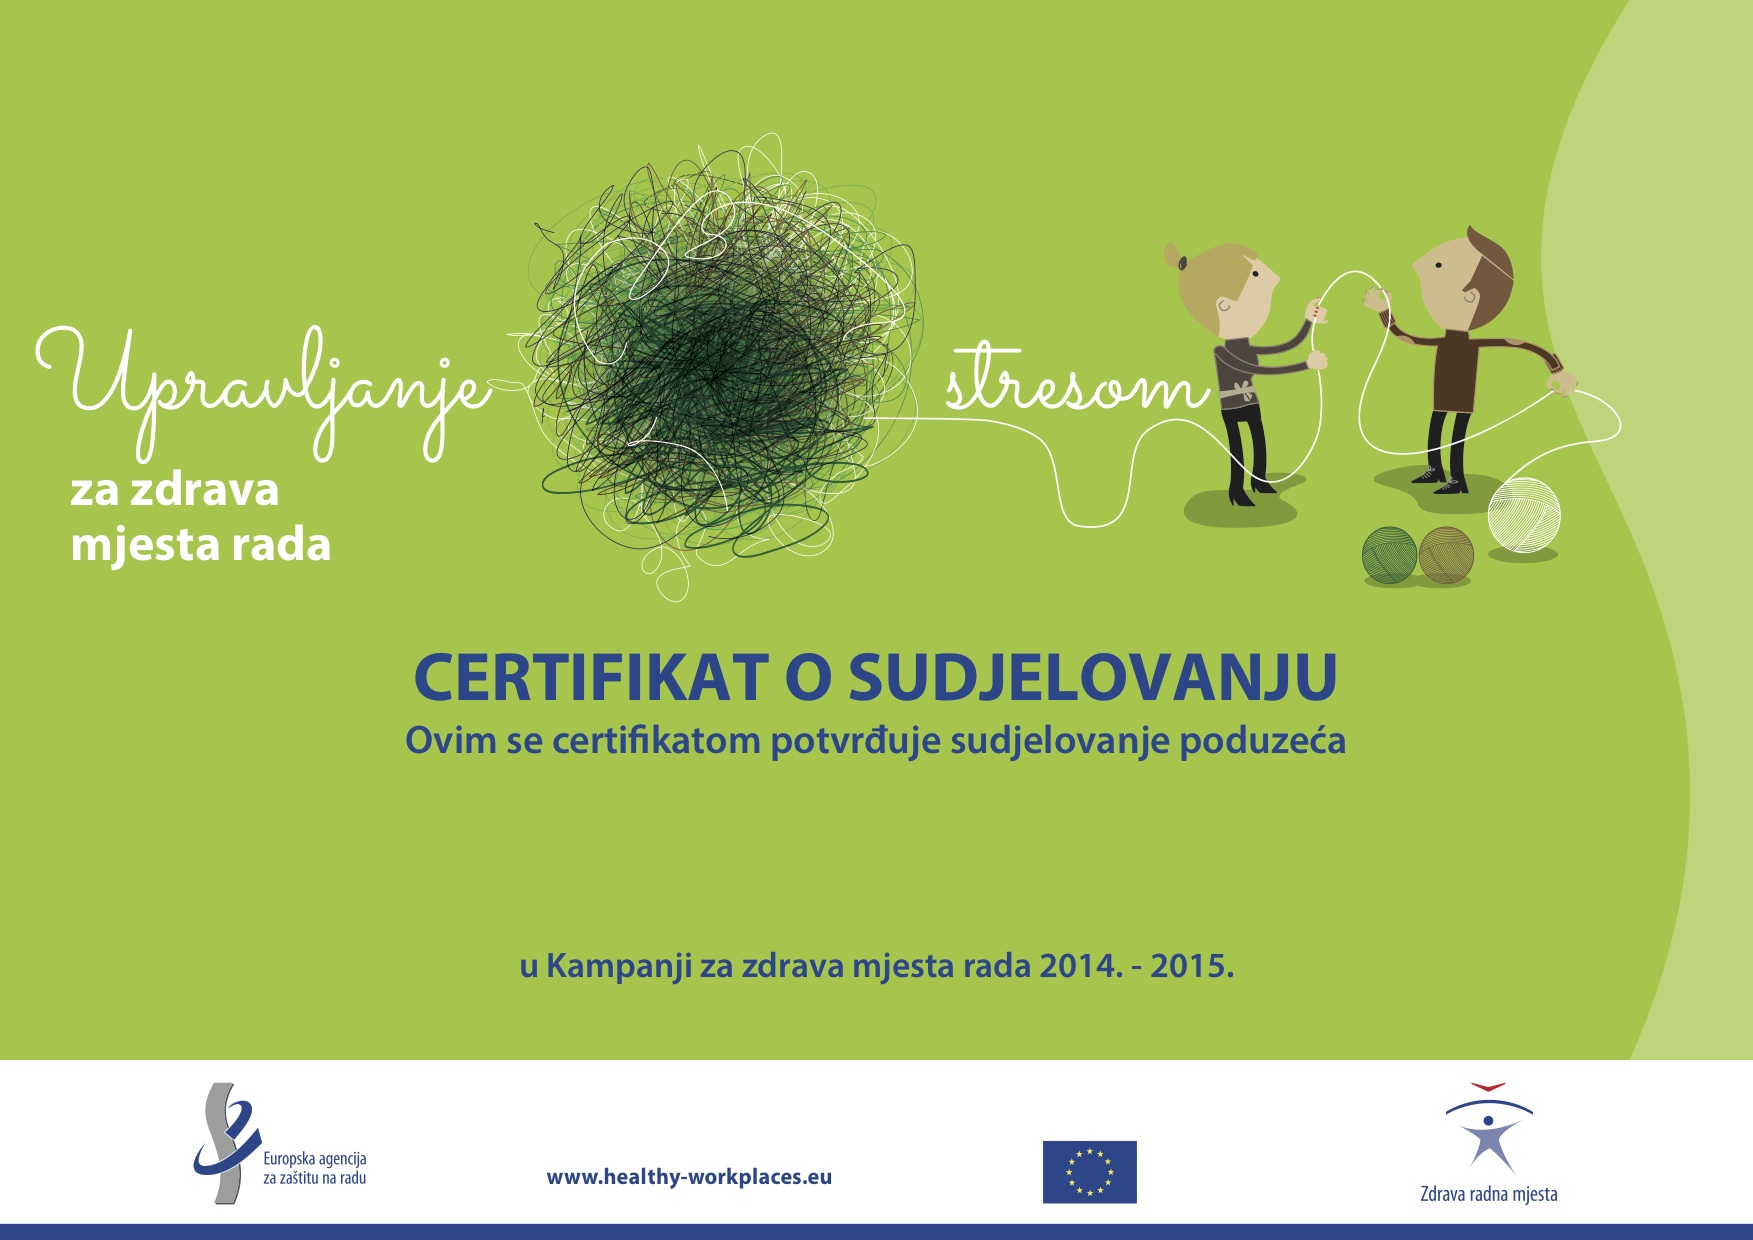 Upravljanje stresom
za zdrava
mjesta rada
CERTIFIKAT O SUDJELOVANJU
Ovim se certifikatom potvrđuje sudjelovanje poduzeća
u Kampanji za zdrava mjesta rada 2014. - 2015.
Europska agencija
za zaštitu na radu
www.healthy-workplaces.eu
Zdrava radna mjesta